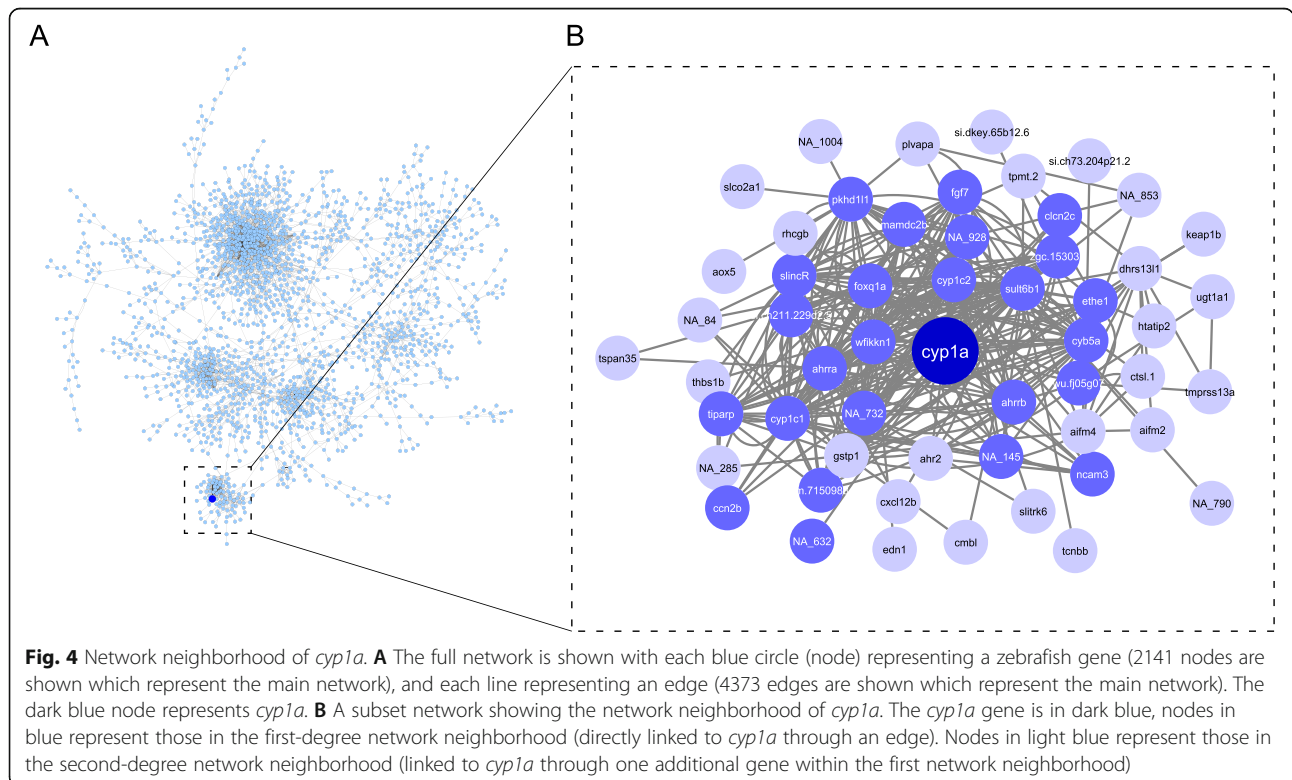 A
B
si.dkey.65b12.6
NA_1004
plvapa
si.ch73.204p21.2
slco2a1
tpmt.2
fgf7
NA_853
pkhd1l1
clcn2c
mamdc2b
rhcgb
NA_928
keap1b
zgc.15303
dhrs13l1
aox5
slincR
cyp1c2
foxq1a
sult6b1
ugt1a1
ethe1
NA_84
htatip2
wfikkn1
cyb5a
cyp1a
tspan35
ahrra
ctsl.1
thbs1b
wu.fj05g07
tmprss13a
ahrrb
tiparp
cyp1c1
NA_732
aifm4
aifm2
gstp1
ahr2
NA_145
NA_285
ncam3
n.715098
cxcl12b
NA_790
ccn2b
slitrk6
NA_632
edn1
cmbl
tcnbb
Fig. 4 Network neighborhood of cyp1a. A The full network is shown with each blue circle (node) representing a zebrafish gene (2141 nodes are
shown which represent the main network), and each line representing an edge (4373 edges are shown which represent the main network). The
dark blue node represents cyp1a. B A subset network showing the network neighborhood of cyp1a. The cyp1a gene is in dark blue, nodes in
blue represent those in the first-degree network neighborhood (directly linked to cyp1a through an edge). Nodes in light blue represent those in
the second-degree network neighborhood (linked to cyp1a through one additional gene within the first network neighborhood)